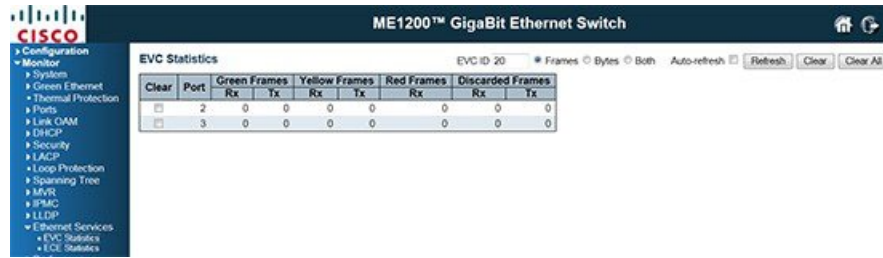 CISCO
ME1200™ GigaBit Ethernet Switch
Configuration
Monitor
System
Green Ethernet
Thermal Protection
Ports
Link OAM
DHCP
Security
LACP
Loop Protection
Spanning Tree
MVR
IPMC
LLDP
Ethernet Services
EVC Statistics
ECE Statistics
EVC Statistics
EVC ID 20 Frames Bytes Both Auto-refresh Refresh Clear Clear All
Clear Port Green Frames Yellow Frames Red Frames Discarded Frames
Rx Tx Rx Tx Rx Rx Tx
2 0 0 0 0 0 0 0
3 0 0 0 0 0 0 0